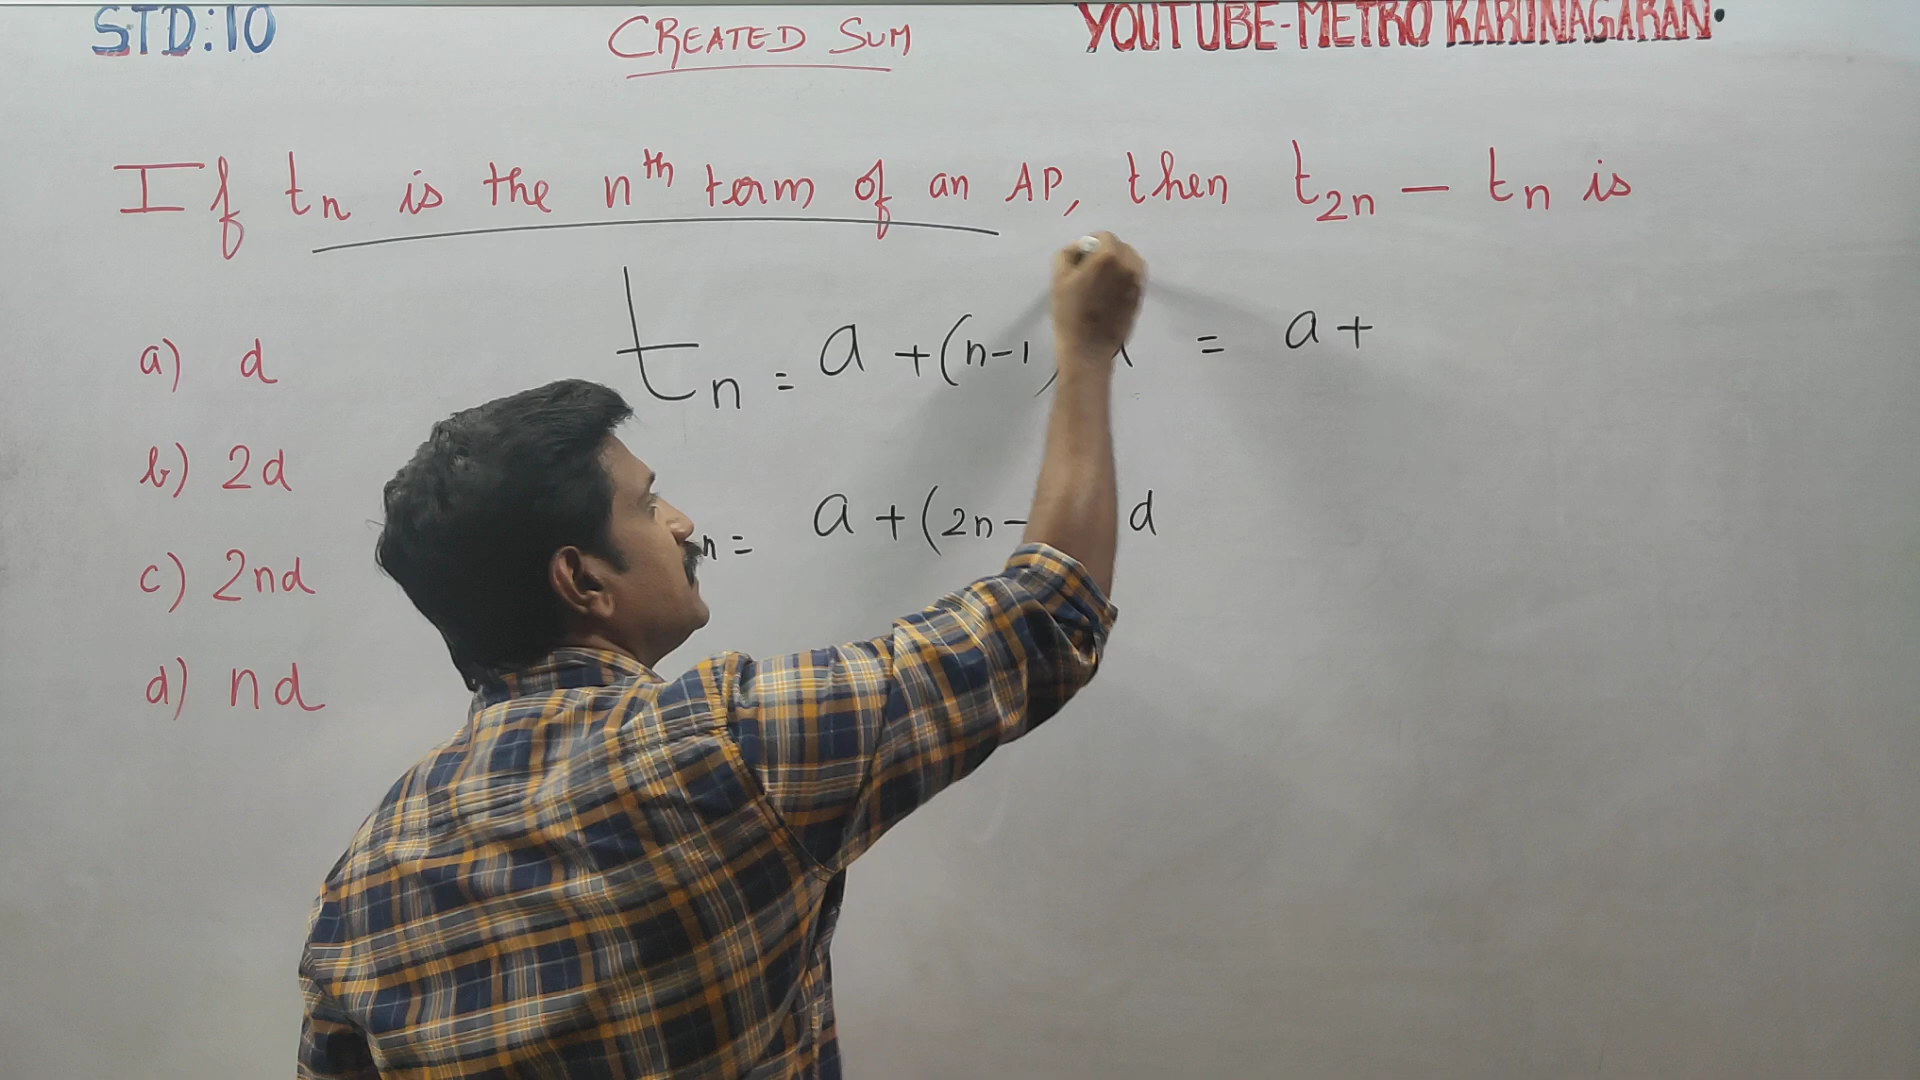 STD:10 CREATED SUM YOUTUBE-METRO KARUNAGARAN.
If tn is the nth term of an AP, then t2n - tn is
tn = a + (n-1) = a +
a) d
b) 2d
n = a + (2n- d
c) 2nd
d) nd